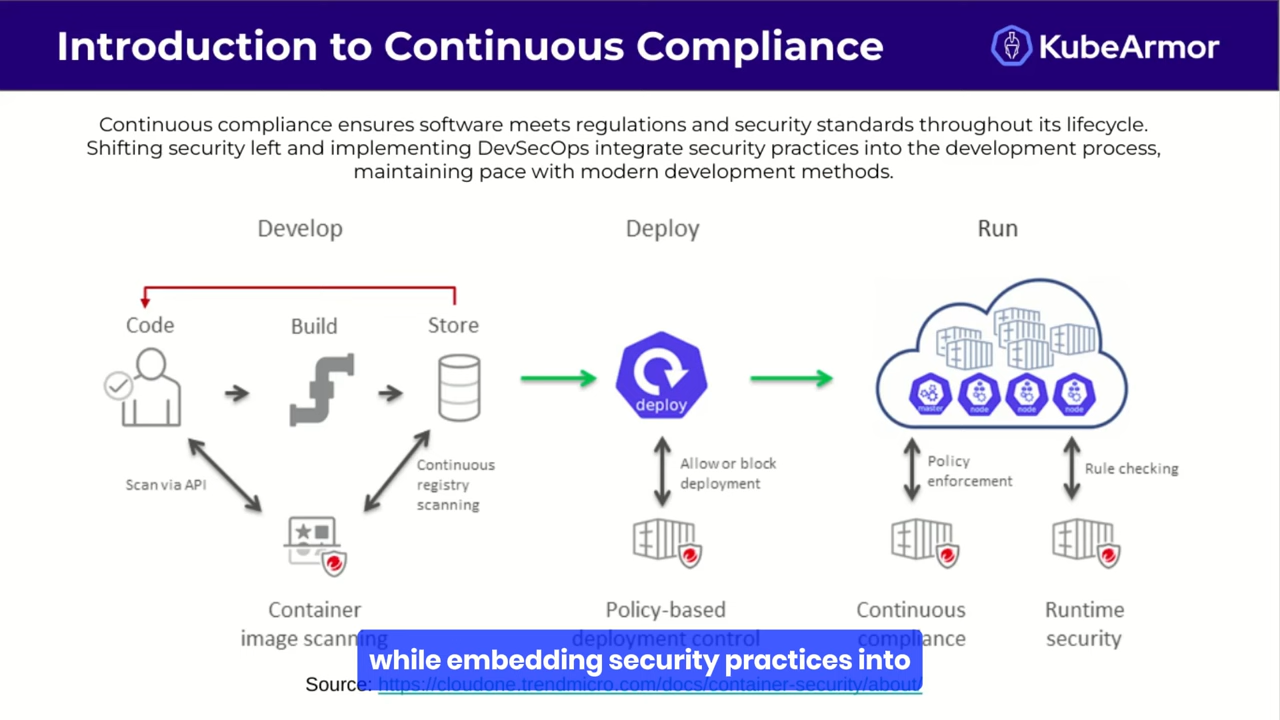 Introduction to Continuous Compliance
KubeArmor
Continuous compliance ensures software meets regulations and security standards throughout its lifecycle.
Shifting security left and implementing DevSecOps integrate security practices into the development process,
maintaining pace with modern development methods.
Develop
Deploy
Run
Code
Build
Store
deploy
master
node
node
node
Scan via API
Continuous
registry
scanning
Allow or block
deployment
Policy
enforcement
Rule checking
Container
image scanning
Policy-based
deployment control
Continuous
compliance
Runtime
security
while embedding security practices into
Source: https://cloudone.trendmicro.com/docs/container-security/about/